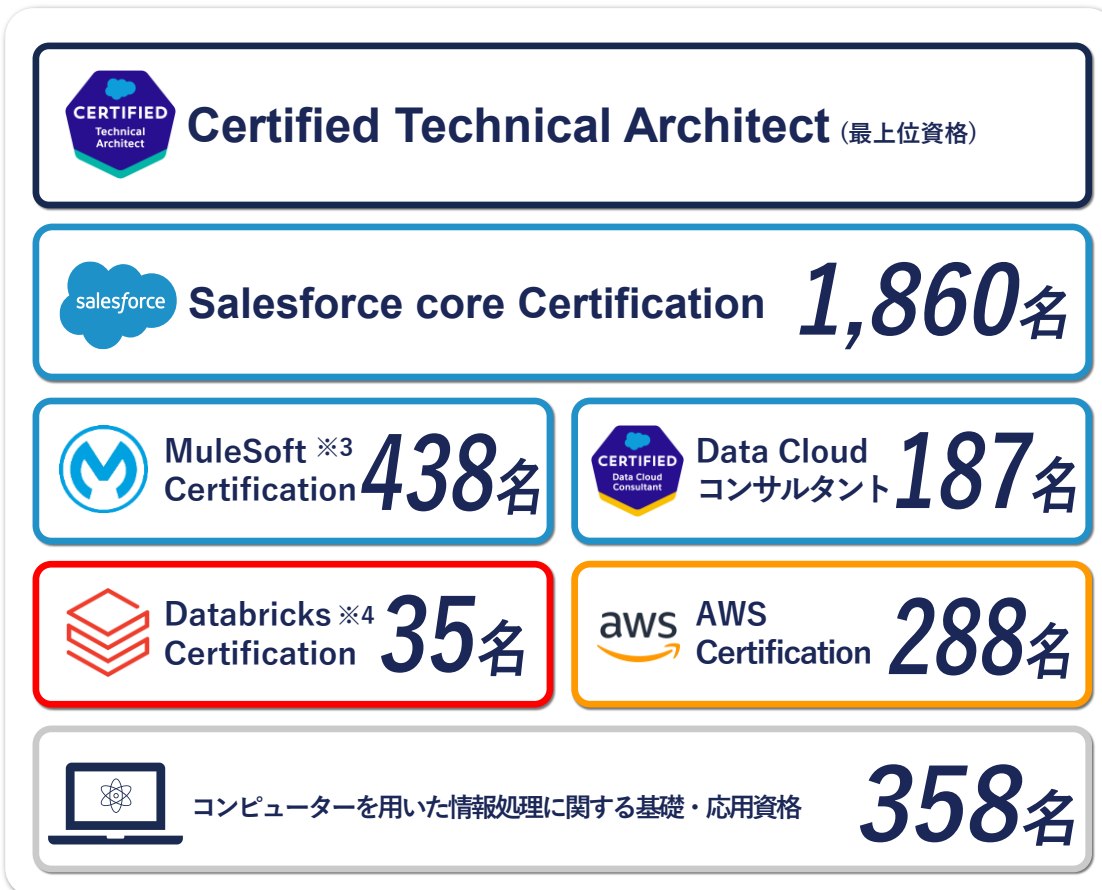 CERTIFIED
Technical
Architect
Certified Technical Architect (最上位資格)
salesforce
Salesforce core Certification
1,860名
MuleSoft ※3
Certification
438名
CERTIFIED
Data Cloud
Consultant
Data Cloud
コンサルタント
187名
Databricks ※4
Certification
35名
aws
AWS
Certification
288名
コンピューターを用いた情報処理に関する基礎・応用資格
358名